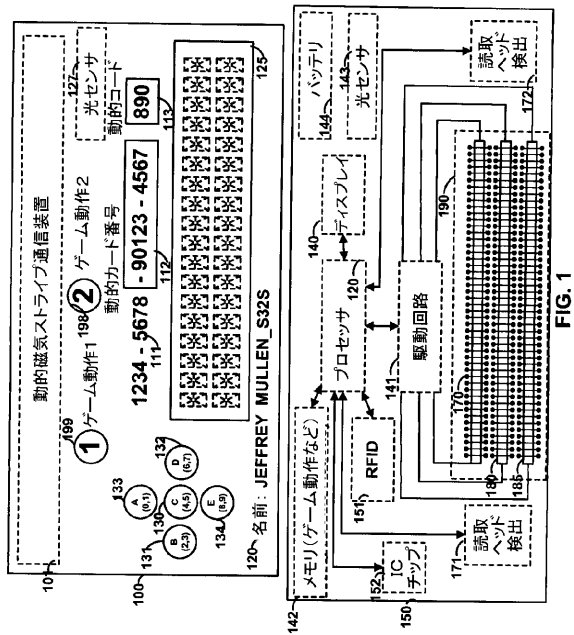 101
動的磁気ストライプ通信装置
199
1
ゲーム動作1
198
2
ゲーム動作2
127
光センサ
動的カード番号
動的コード
1234 - 5678 - 90123 - 4567
890
111
112
113
125
133
A
(0,1)
131
B
(2,3)
130
C
(4,5)
132
D
(6,7)
134
E
(8,9)
100
120
名前: JEFFREY MULLEN_S32S
142
メモリ(ゲーム動作など)
140
ディスプレイ
144
バッテリ
143
光センサ
120
プロセッサ
152
IC
チップ
151
RFID
141
駆動回路
171
読取
ヘッド
検出
172
読取
ヘッド
検出
170
180
185
190
150
FIG. 1